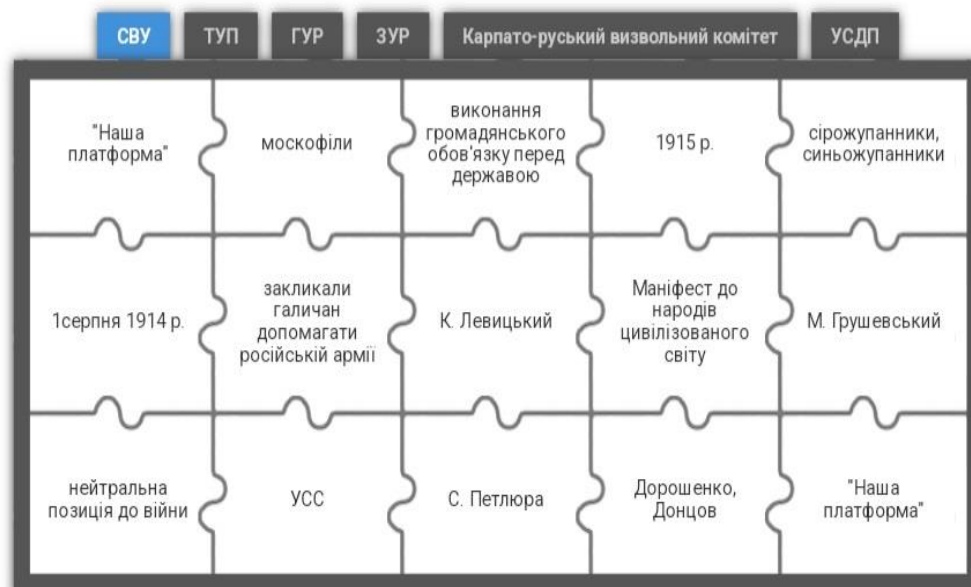 СВУ
ТУП
ГУР
ЗУР
Карпато-руський визвольний комітет
УСДП
"Наша
платформа"
москофіли
виконання
громадянського
обов'язку перед
державою
1915 р.
сірожупанники,
синьожупанники
1серпня 1914 р.
закликали
галичан
допомагати
російській армії
К. Левицький
Маніфест до
народів
цивілізованого
світу
М. Грушевський
нейтральна
позиція до війни
УСС
С. Петлюра
Дорошенко,
Донцов
"Наша
платформа"